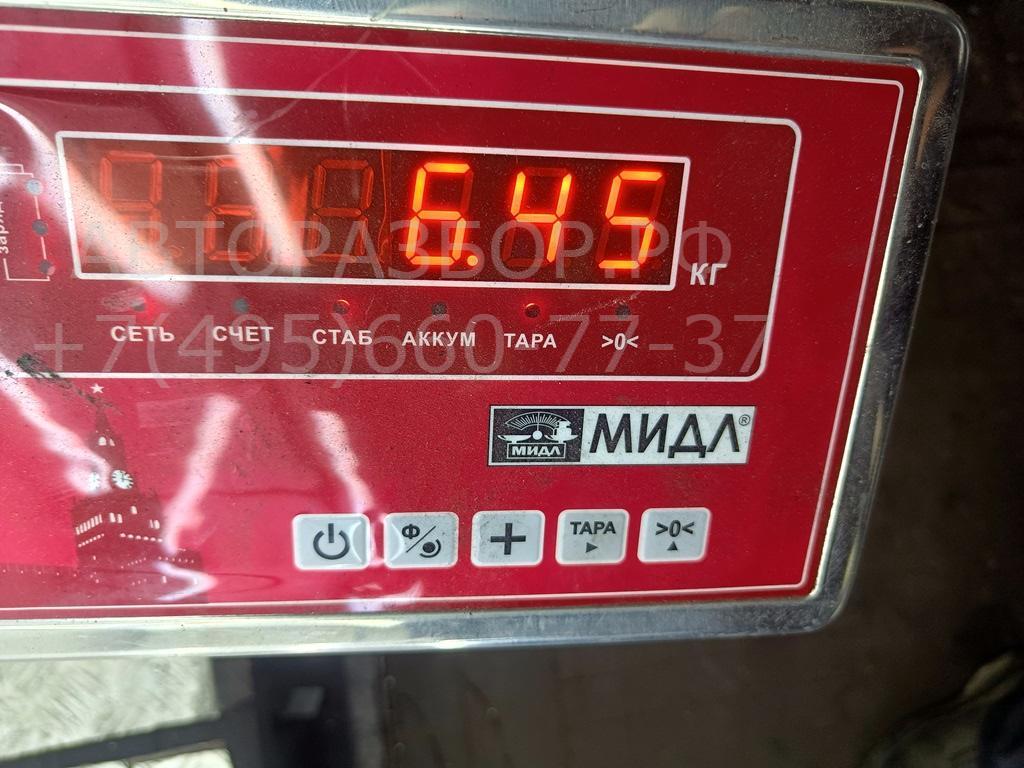 заряд
6.45
КГ
АВТОРАЗБОР.РФ
СЕТЬ СЧЕТ СТАБ АККУМ ТАРА >0<
+7(495)660-77-37
МИДЛ МИДЛ®
Ф ТАРА >0<